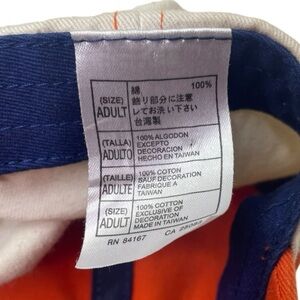 綿 100%
(SIZE) 飾り部分に注意
ADULT してお洗い下さい
台湾製
100% ALGODON
(TALLA) EXCEPTO
ADULTO DECORACION
HECHO EN TAIWAN
100% COTON
(TAILLE) SAUF DECORATION
ADULTE FABRIQUE A
TAIWAN
100% COTTON
(SIZE) EXCLUSIVE OF
ADULT DECORATION
MADE IN TAIWAN
RN 84167 CA